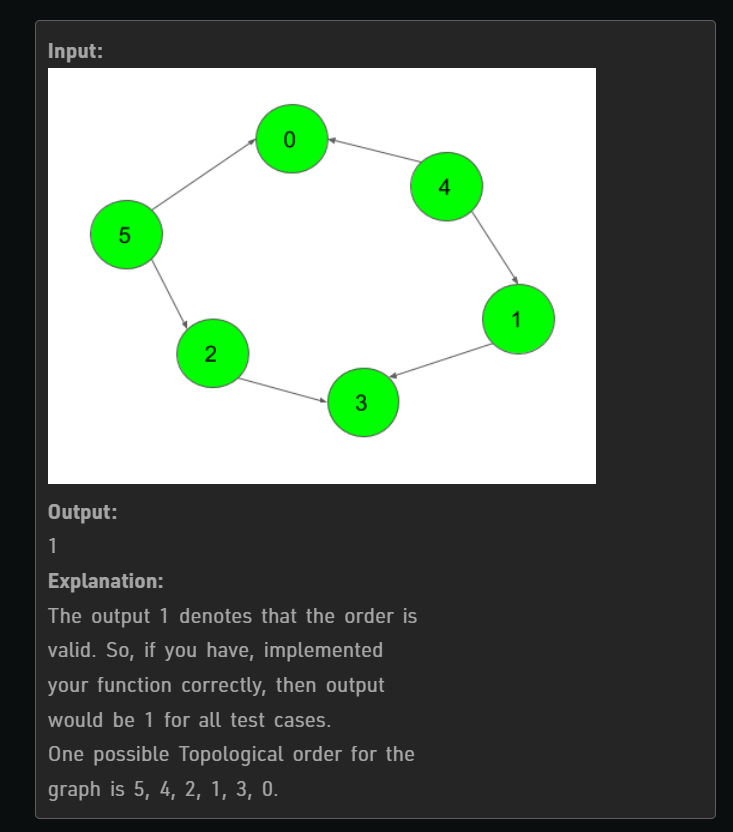 Input:
0
4
5
1
2
3
Output:
1
Explanation:
The output 1 denotes that the order is
valid. So, if you have, implemented
your function correctly, then output
would be 1 for all test cases.
One possible Topological order for the
graph is 5, 4, 2, 1, 3, 0.